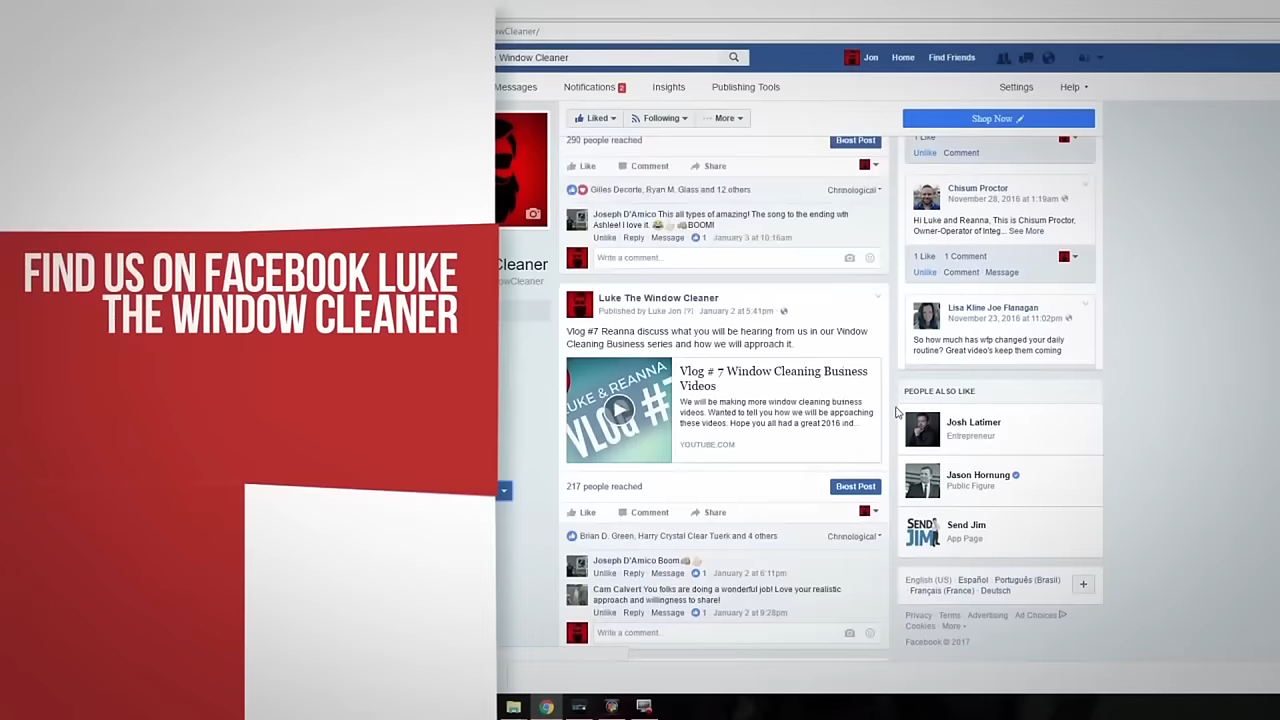 FIND US ON FACEBOOK LUKE
THE WINDOW CLEANER
wCleaner/
Window Cleaner
Jon Home Find Friends
Messages Notifications 2 Insights Publishing Tools Settings Help
Liked Following More Shop Now
290 people reached Boost Post
Like Comment Share
Gilles Decorte, Ryan M. Glass and 12 others Chronological
Joseph D'Amico This all types of amazing! The song to the ending wth
Ashlee! I love it. BOOM!
Unlike Reply Message 1 January 3 at 10:16am
Write a comment...
Cleaner
owCleaner
Luke The Window Cleaner
Published by Luke Jon [?] January 2 at 5:41pm
Vlog #7 Reanna discuss what you will be hearing from us in our Window
Cleaning Business series and how we will approach it.
LUKE & REANNA
VLOG #
Vlog # 7 Window Cleaning Business
Videos
We will be making more window cleaning business
videos. Wanted to tell you how we will be approaching
these videos. Hope you all had a great 2016 and...
YOUTUBE.COM
217 people reached Boost Post
Like Comment Share
Brian D. Green, Harry Crystal Clear Tuerk and 4 others Chronological
Joseph D'Amico Boom
Unlike Reply Message 1 January 2 at 6:11pm
Cam Calvert You folks are doing a wonderful job! Love your realistic
approach and willingness to share!
Unlike Reply Message 1 January 2 at 9:28pm
Write a comment...
1 Like
Unlike Comment
Chisum Proctor
November 28, 2016 at 1:19am
Hi Luke and Reanna, This is Chisum Proctor,
Owner-Operator of Integ... See More
1 Like 1 Comment
Unlike Comment Message
Lisa Kline Joe Flanagan
November 23, 2016 at 11:02pm
So how much has wfp changed your daily
routine? Great video's keep them coming
PEOPLE ALSO LIKE
Josh Latimer
Entrepreneur
Jason Hornung
Public Figure
SEND
JIM
Send Jim
App Page
English (US) Español Português (Brasil)
Français (France) Deutsch
+
Privacy Terms Advertising Ad Choices
Cookies More
Facebook © 2017